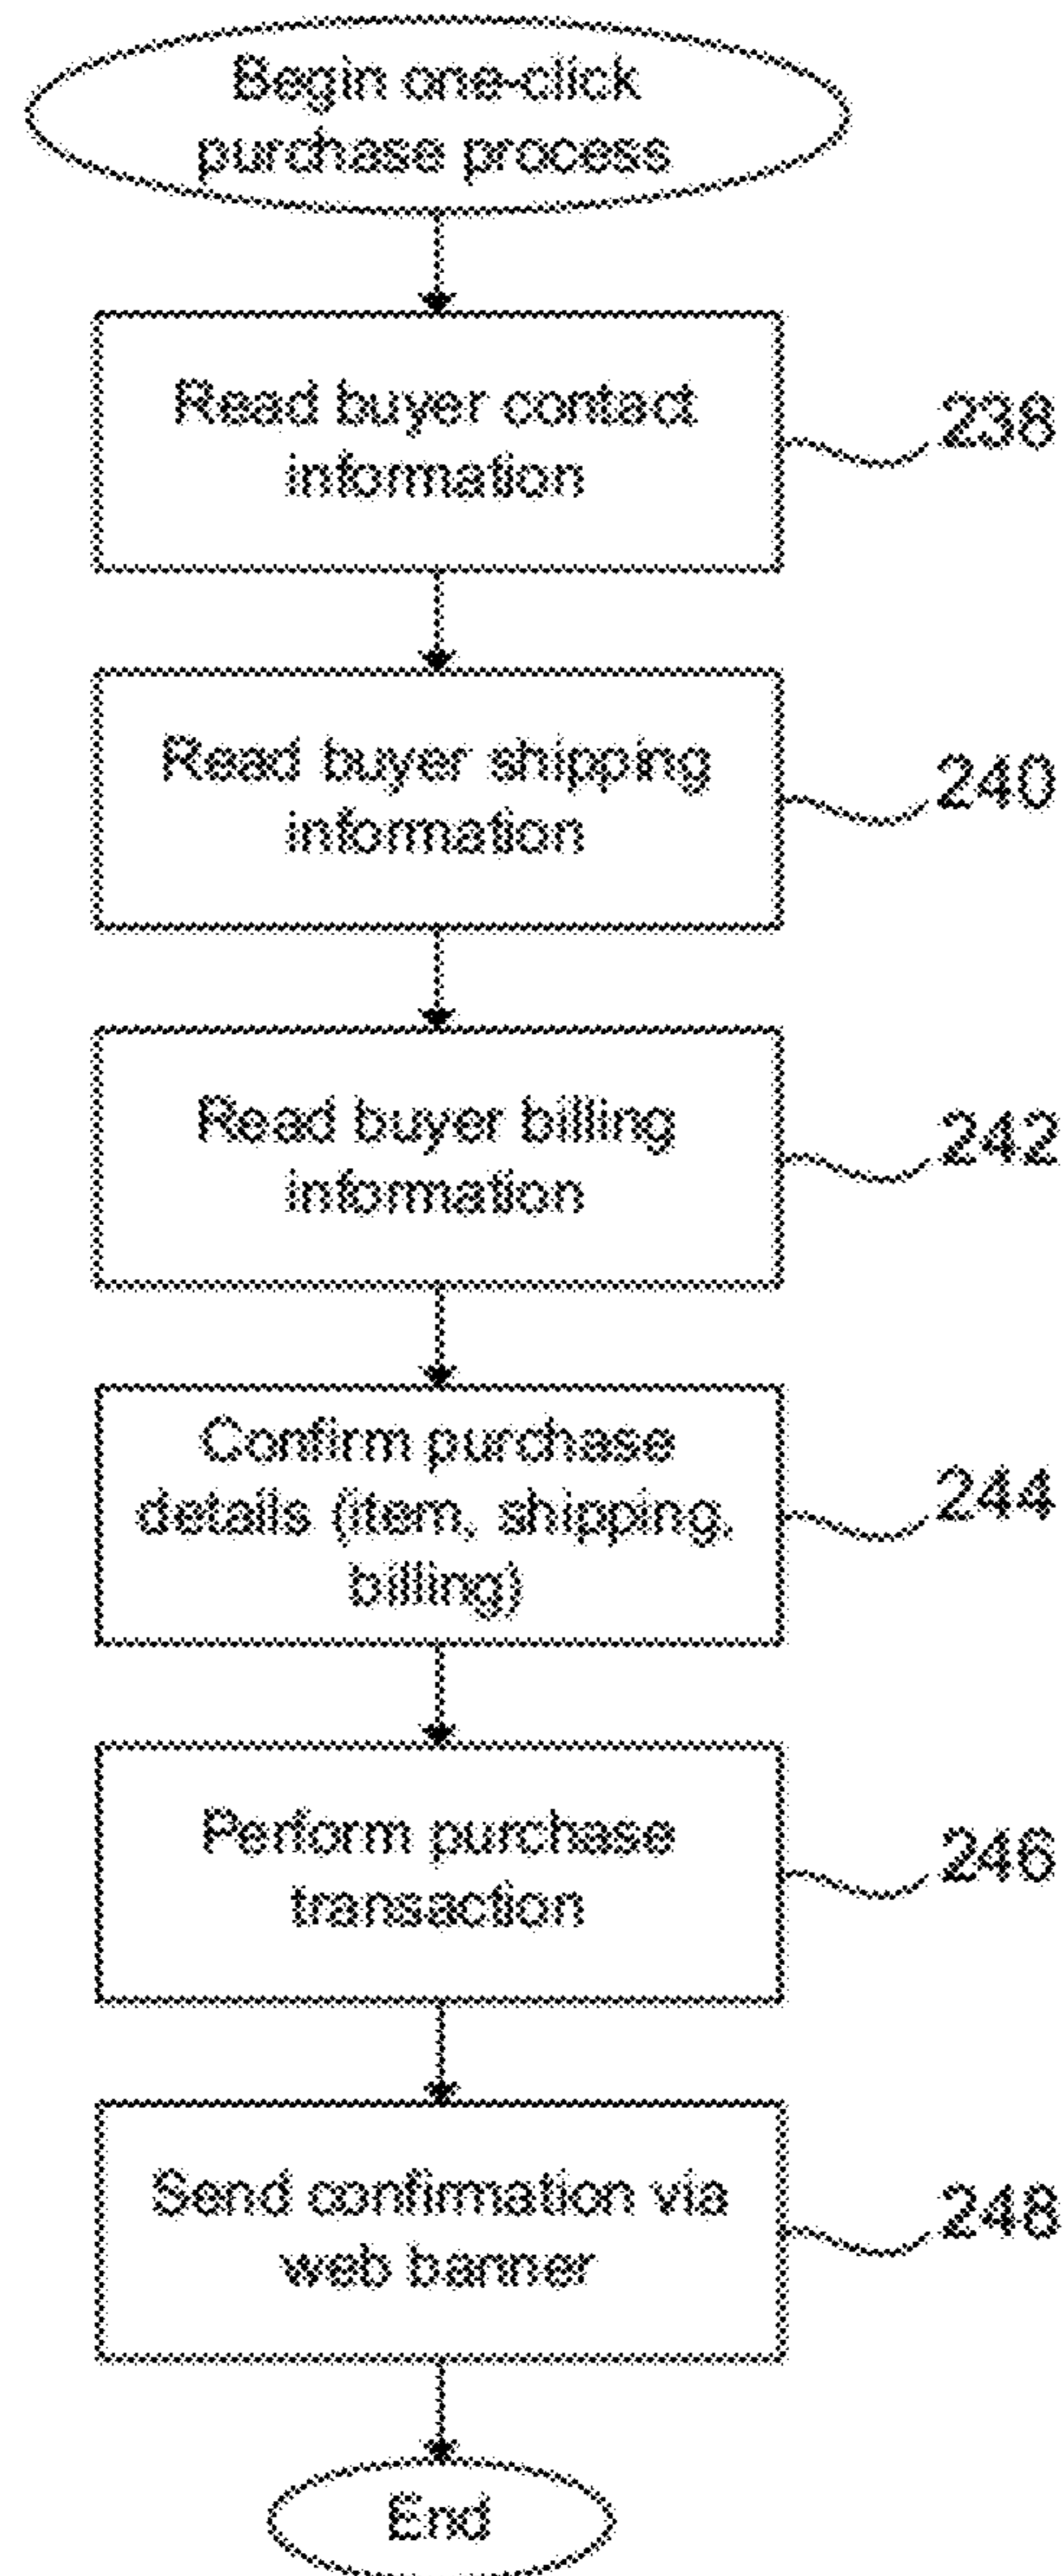 Begin one-click
purchase process
Read buyer contact
information
238
Read buyer shipping
information
240
Read buyer billing
information
242
Confirm purchase
details (item, shipping,
billing)
244
Perform purchase
transaction
246
Send confirmation via
web banner
248
End